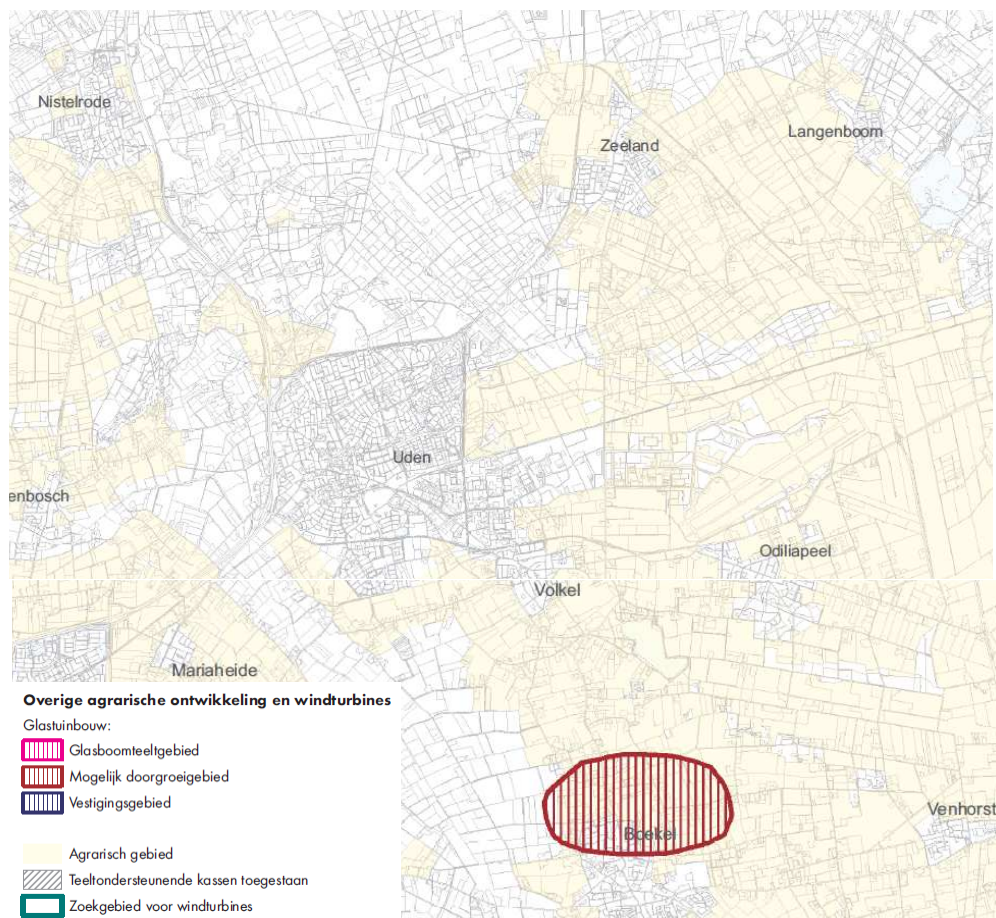 Nistelrode
Langenboom
Zeeland
Uden
enbosch
Odiliapeel
Volkel
Mariaheide
Overige agrarische ontwikkeling en windturbines
Glastuinbouw:
Glasboomteeltgebied
Mogelijk doorgroeigebied
Vestigingsgebied
Venhorst
Boekel
Agrarisch gebied
Teeltondersteunende kassen toegestaan
Zoekgebied voor windturbines